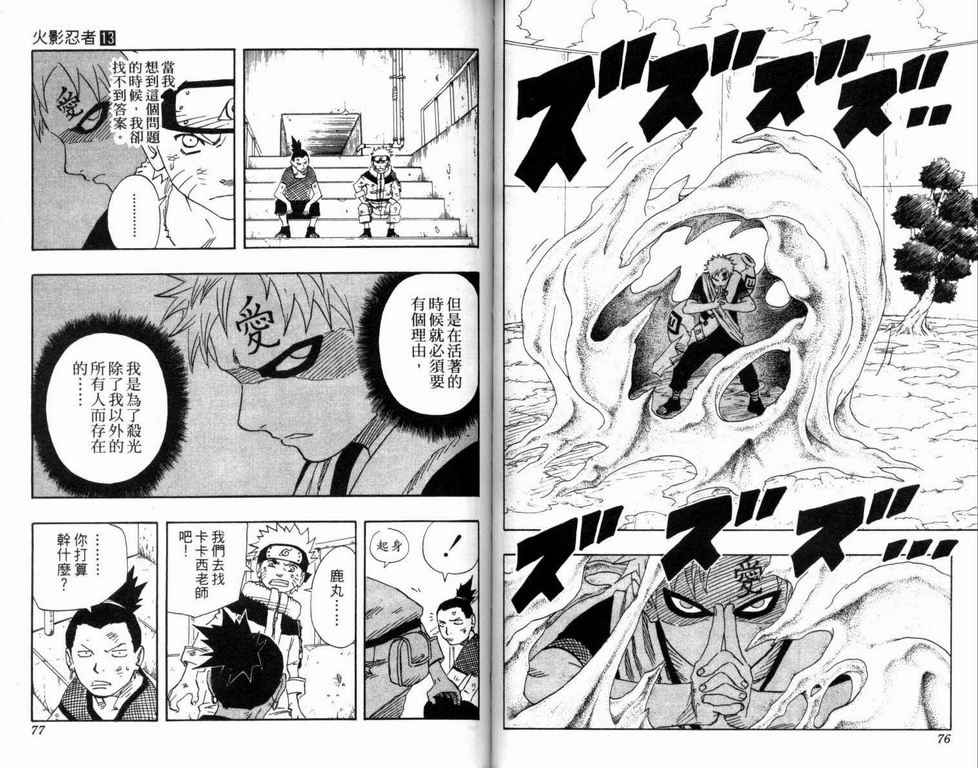 ズズズズ!!
ズズズ…
愛
76
火影忍者13
當我
想到這個問題
的時候，我卻
找不到答案。
愛
………
但是在活著的
時候就必須要
有個理由，
愛
我是為了殺光
除了我以外的
所有人而存在
的……
！
起身
鹿丸……
我們去找
卡卡西老師
吧！
………
你打算
幹什麼？
77